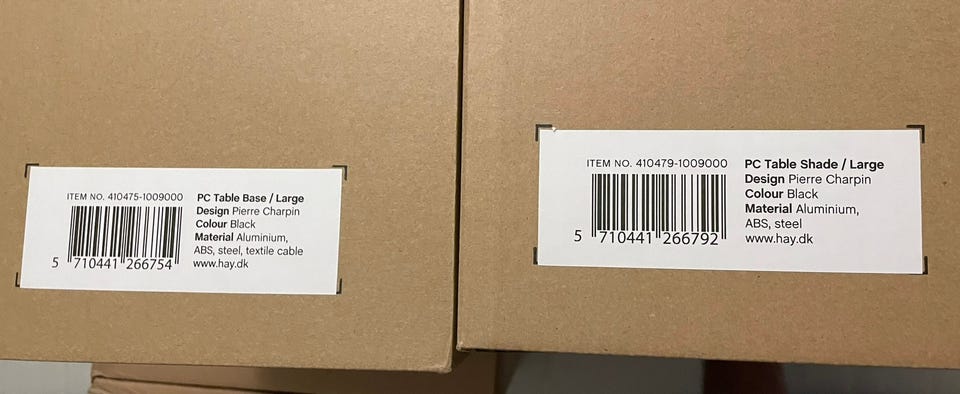 ITEM NO. 410475-1009000
5 710441 266754
PC Table Base / Large
Design Pierre Charpin
Colour Black
Material Aluminium,
ABS, steel, textile cable
www.hay.dk
ITEM NO. 410479-1009000
5 710441 266792
PC Table Shade / Large
Design Pierre Charpin
Colour Black
Material Aluminium,
ABS, steel
www.hay.dk